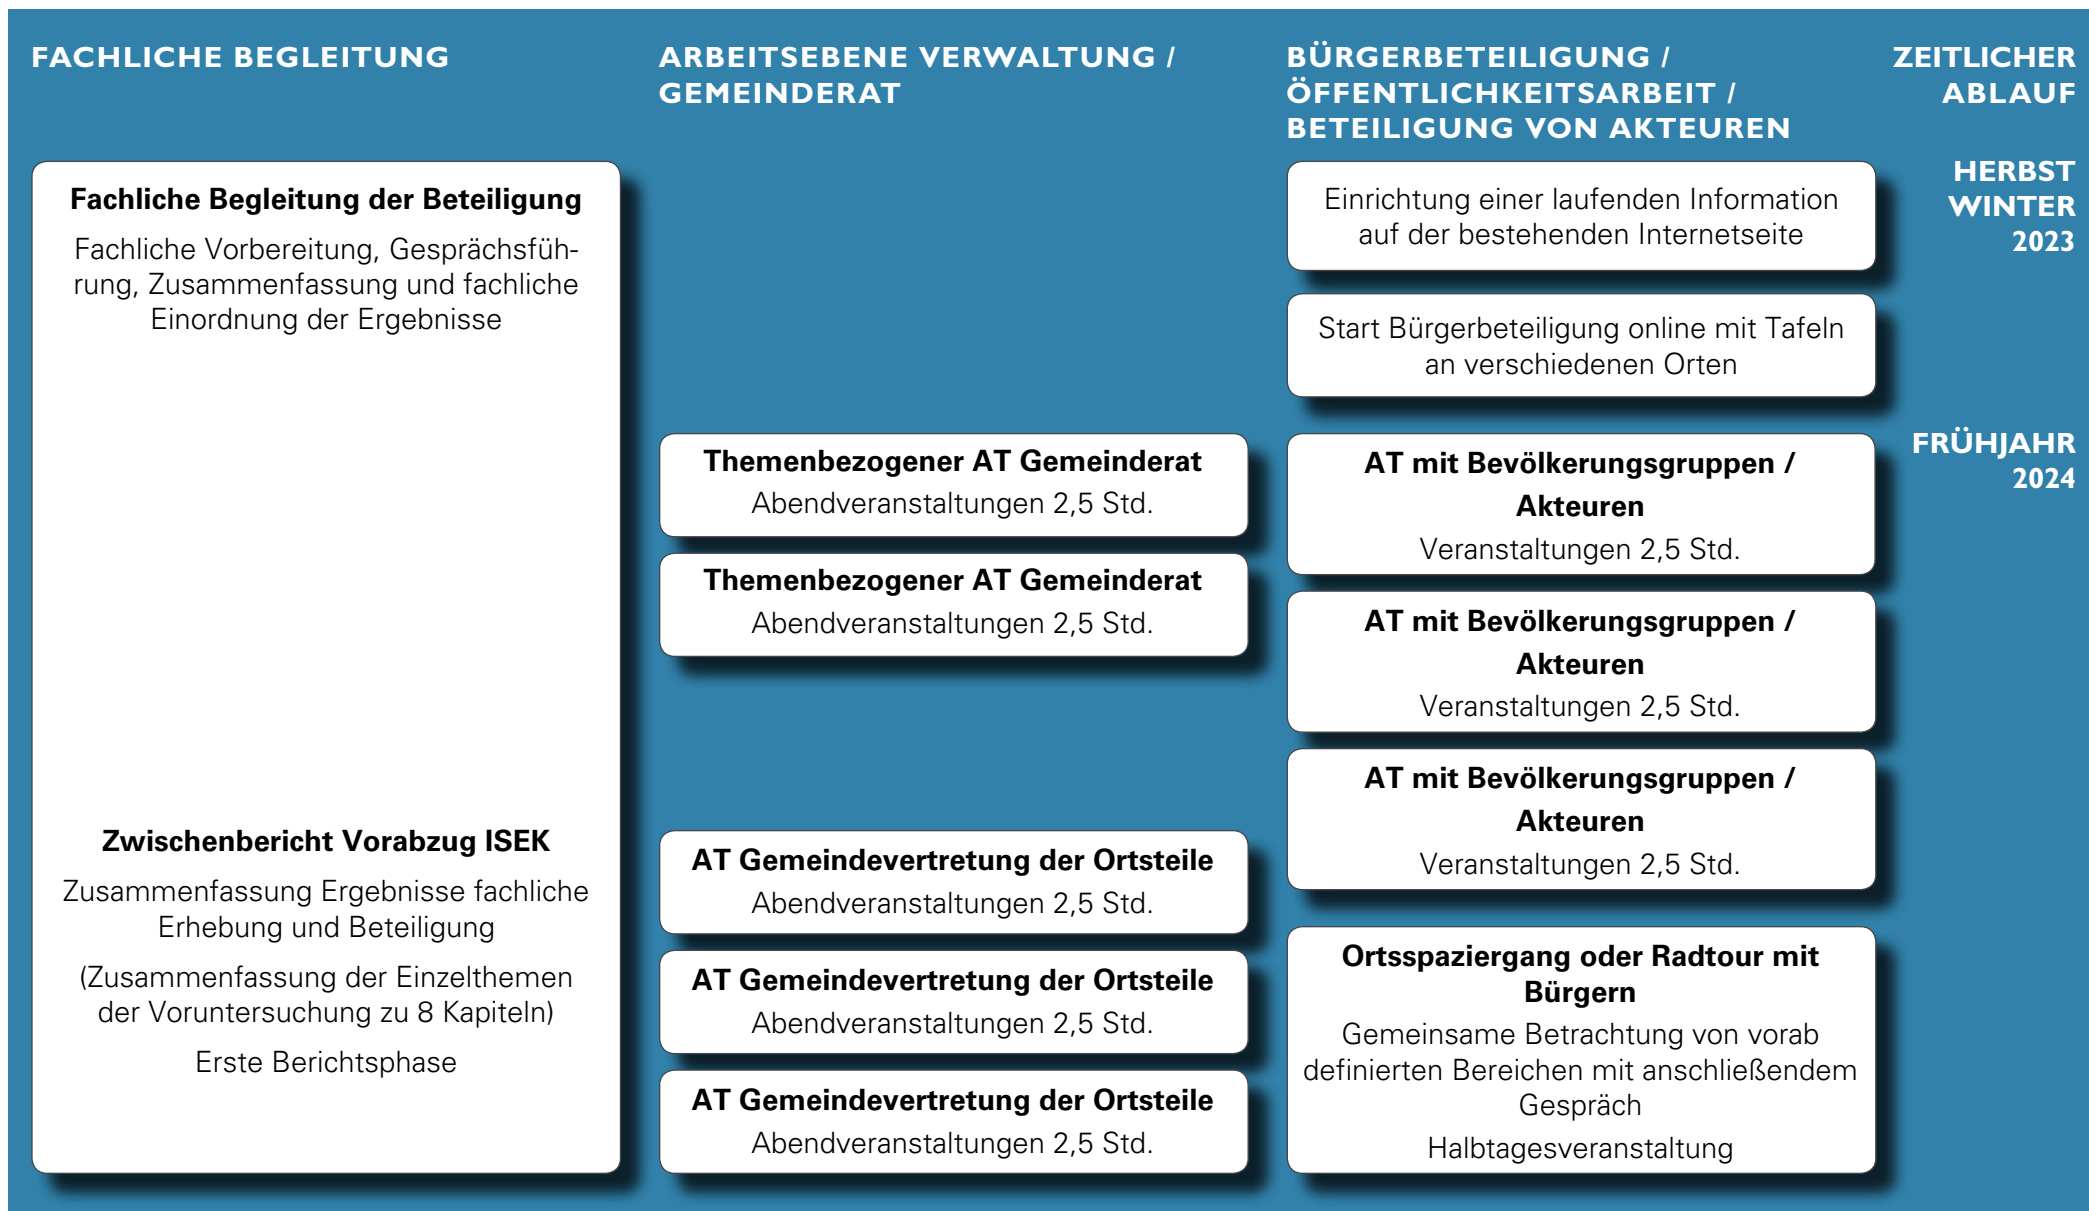 FACHLICHE BEGLEITUNG
ARBEITSEBENE VERWALTUNG /
GEMEINDERAT
BÜRGERBETEILIGUNG /
ÖFFENTLICHKEITSARBEIT /
BETEILIGUNG VON AKTEUREN
ZEITLICHER
ABLAUF
Fachliche Begleitung der Beteiligung
Fachliche Vorbereitung, Gesprächsfüh-
rung, Zusammenfassung und fachliche
Einordnung der Ergebnisse
Zwischenbericht Vorabzug ISEK
Zusammenfassung Ergebnisse fachliche
Erhebung und Beteiligung
(Zusammenfassung der Einzelthemen
der Voruntersuchung zu 8 Kapiteln)
Erste Berichtsphase
Themenbezogener AT Gemeinderat
Abendveranstaltungen 2,5 Std.
Themenbezogener AT Gemeinderat
Abendveranstaltungen 2,5 Std.
AT Gemeindevertretung der Ortsteile
Abendveranstaltungen 2,5 Std.
AT Gemeindevertretung der Ortsteile
Abendveranstaltungen 2,5 Std.
AT Gemeindevertretung der Ortsteile
Abendveranstaltungen 2,5 Std.
Einrichtung einer laufenden Information
auf der bestehenden Internetseite
Start Bürgerbeteiligung online mit Tafeln
an verschiedenen Orten
AT mit Bevölkerungsgruppen /
Akteuren
Veranstaltungen 2,5 Std.
AT mit Bevölkerungsgruppen /
Akteuren
Veranstaltungen 2,5 Std.
AT mit Bevölkerungsgruppen /
Akteuren
Veranstaltungen 2,5 Std.
Ortsspaziergang oder Radtour mit
Bürgern
Gemeinsame Betrachtung von vorab
definierten Bereichen mit anschließendem
Gespräch
Halbtagesveranstaltung
HERBST
WINTER
2023
FRÜHJAHR
2024